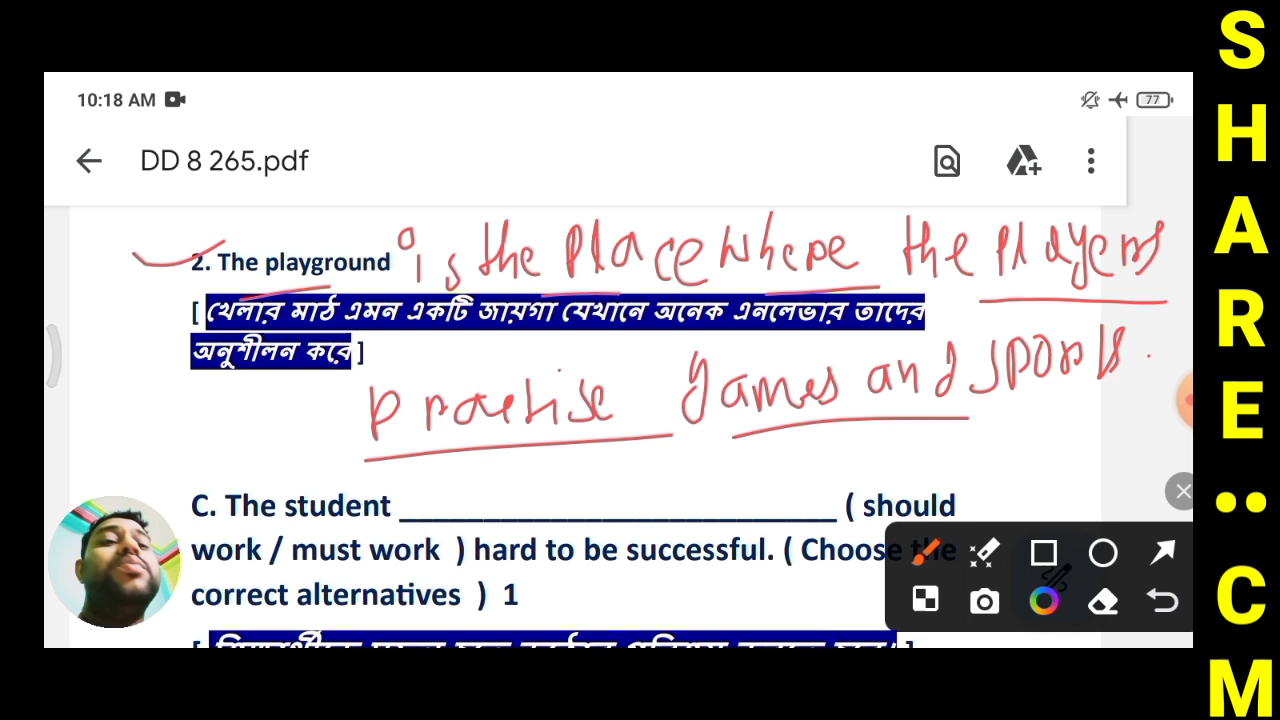 10:18 AM
77
DD 8 265.pdf
2. The playground is the place where the players
[ খেলার মাঠ এমন একটি জায়গা যেখানে অনেক এনলেভার তাদের
অনুশীলন করে ]
practise games and sports.
C. The student __________________________ ( should
work / must work ) hard to be successful. ( Choose the
correct alternatives ) 1
SHARE..CM